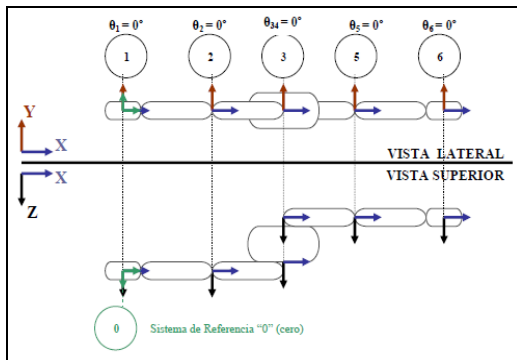 θ1 = 0° θ2 = 0° θ34 = 0° θ5 = 0° θ6 = 0°
1 2 3 5 6
Y
X
VISTA LATERAL
X
VISTA SUPERIOR
Z
0 Sistema de Referencia "0" (cero)